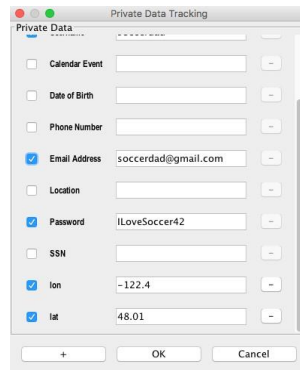 Private Data Tracking
Private Data
Calendar Event
Date of Birth
Phone Number
Email Address soccerdad@gmail.com
Location
Password ILoveSoccer42
SSN
lon -122.4
lat 48.01
+ OK Cancel